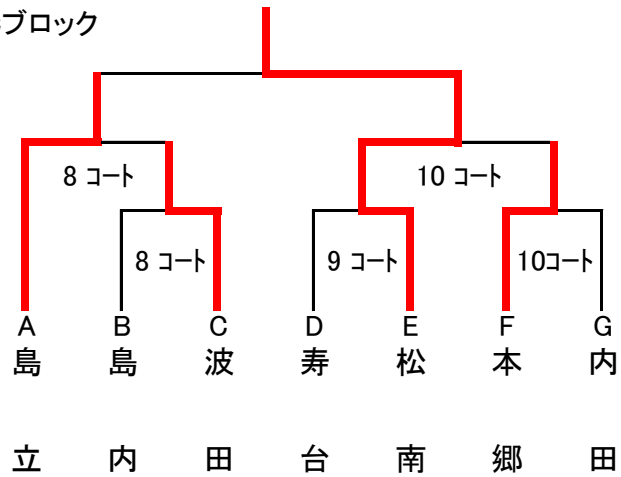 ブロック
8 コート
10 コート
8 コート
9 コート
10コート
A B C D E F G
島 島 波 寿 松 本 内
立 内 田 台 南 郷 田